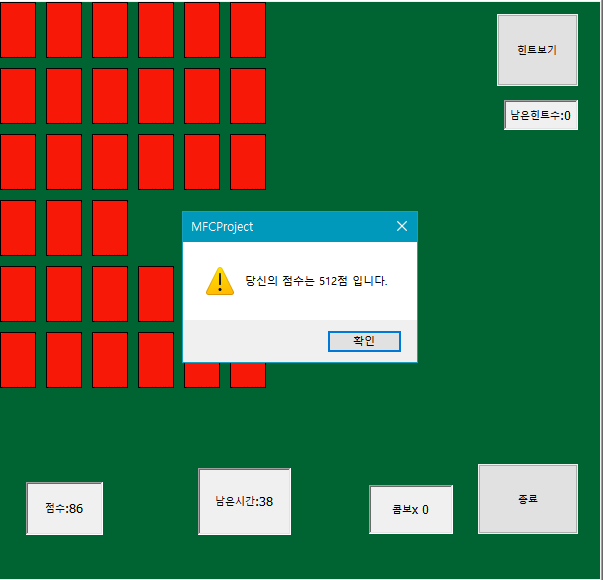 힌트보기
남은힌트수:0
MFCProject
당신의 점수는 512점 입니다.
확인
점수:86
남은시간:38
콤보x 0
종료